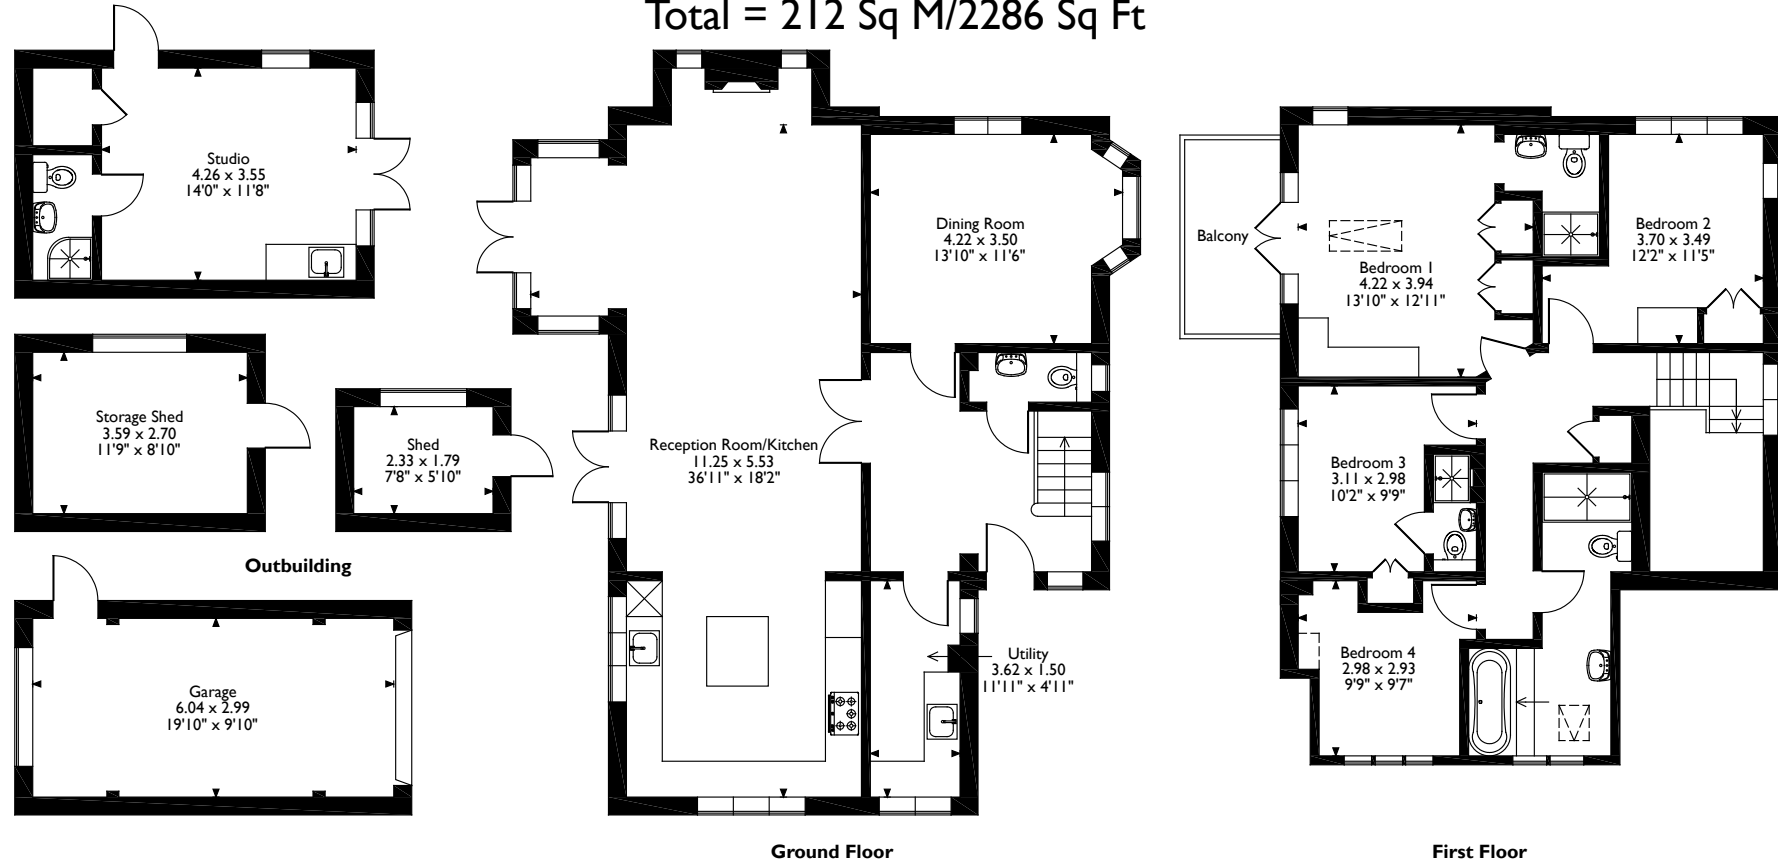 Total = 212 Sq M/2286 Sq Ft
Studio
4.26 x 3.55
14'0" x 11'8"
Storage Shed
3.59 x 2.70
11'9" x 8'10"
Shed
2.33 x 1.79
7'8" x 5'10"
Outbuilding
Garage
6.04 x 2.99
19'10" x 9'10"
Dining Room
4.22 x 3.50
13'10" x 11'6"
Reception Room/Kitchen
11.25 x 5.53
36'11" x 18'2"
Utility
3.62 x 1.50
11'11" x 4'11"
Ground Floor
Balcony
Bedroom 1
4.22 x 3.94
13'10" x 12'11"
Bedroom 2
3.70 x 3.49
12'2" x 11'5"
Bedroom 3
3.11 x 2.98
10'2" x 9'9"
Bedroom 4
2.98 x 2.93
9'9" x 9'7"
First Floor